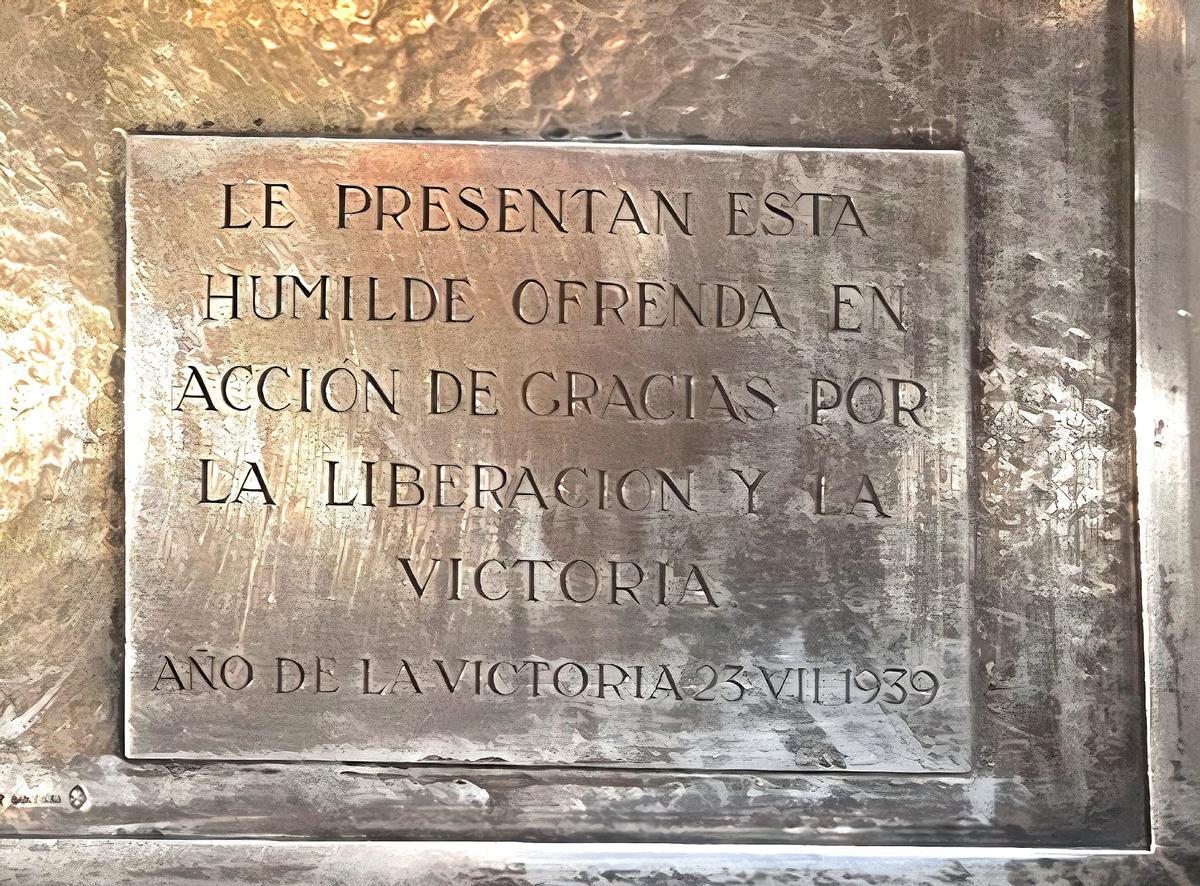 LE PRESENTAN ESTA
HUMILDE OFRENDA EN
ACCIÓN DE GRACIAS POR
LA LIBERACION Y LA
VICTORIA
AÑO DE LA VICTORIA 23 VII 1939